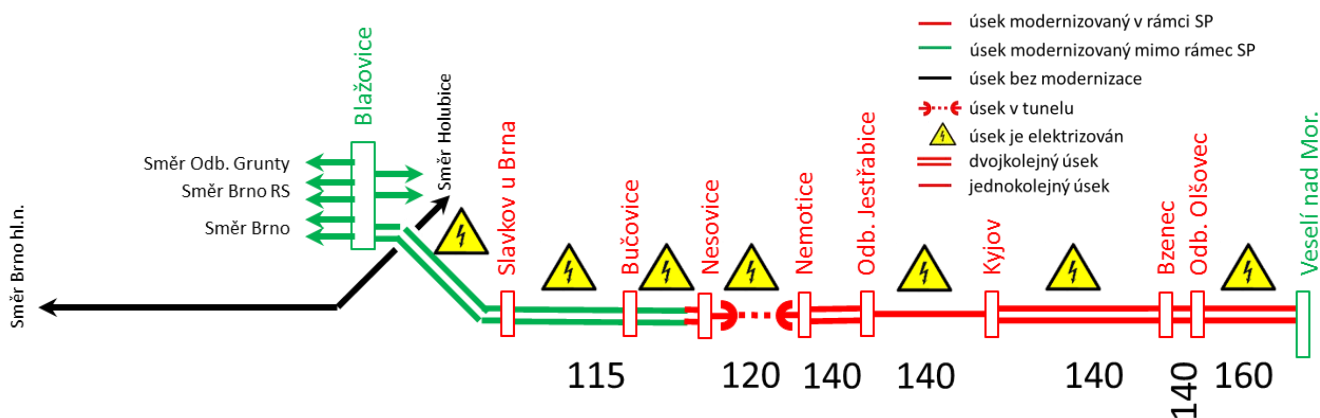 úsek modernizovaný v rámci SP
úsek modernizovaný mimo rámec SP
úsek bez modernizace
úsek v tunelu
úsek je elektrizován
dvojkolejný úsek
jednokolejný úsek
Blažovice
Směr Holubice
Směr Odb. Grunty
Směr Brno RS
Směr Brno
Směr Brno hl.n.
Slavkov u Brna
Bučovice
Nesovice
Nemotice
Odb. Jestřabice
Kyjov
Bzenec
Odb. Olšovec
Veselí nad Mor.
115
120
140
140
140
140
160